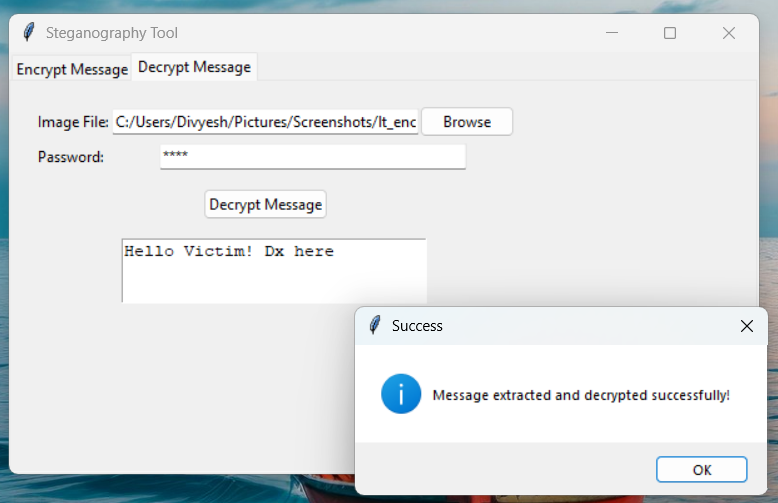 Steganography Tool
Encrypt Message Decrypt Message
Image File: C:/Users/Divyesh/Pictures/Screenshots/lt_enc Browse
Password: ****
Decrypt Message
Hello Victim! Dx here
Success
Message extracted and decrypted successfully!
OK